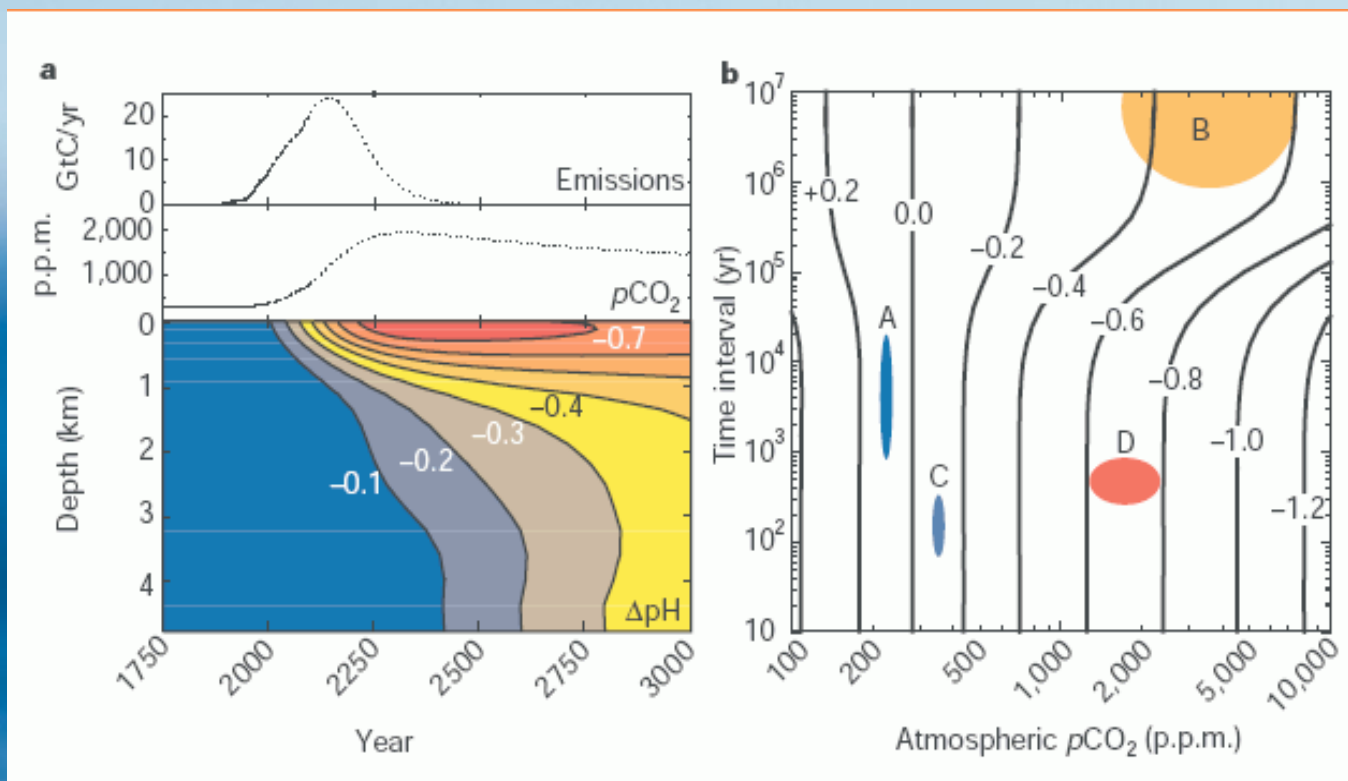 a
GtC/yr
20
10
0
Emissions
p.p.m.
2,000
1,000
pCO₂
Depth (km)
0
1
2
3
4
–0.7
–0.4
–0.3
–0.2
–0.1
ΔpH
1750
2000
2250
2500
2750
3000
Year
b
Time interval (yr)
10⁷
10⁶
10⁵
10⁴
10³
10²
10
B
+0.2
0.0
–0.2
–0.4
–0.6
–0.8
–1.0
–1.2
A
C
D
100
200
500
1,000
2,000
5,000
10,000
Atmospheric pCO₂ (p.p.m.)